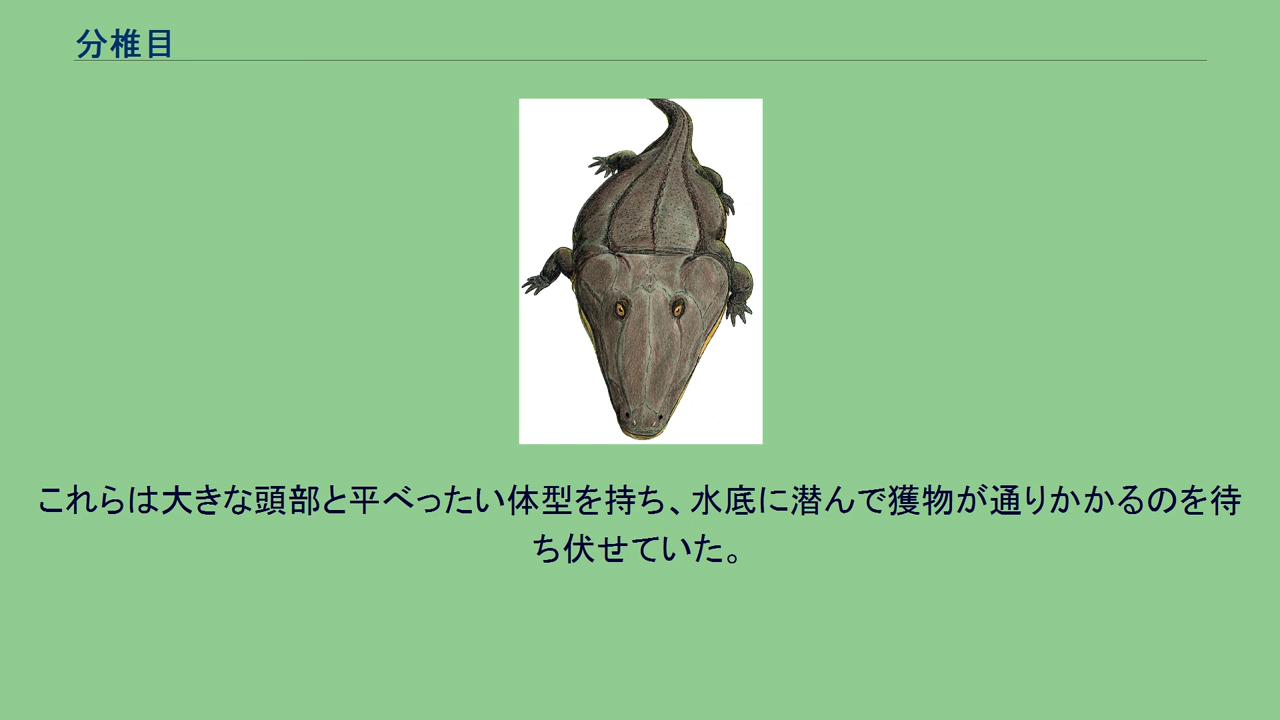 分椎目
これらは大きな頭部と平べったい体型を持ち、水底に潜んで獲物が通りかかるのを待
ち伏せていた。